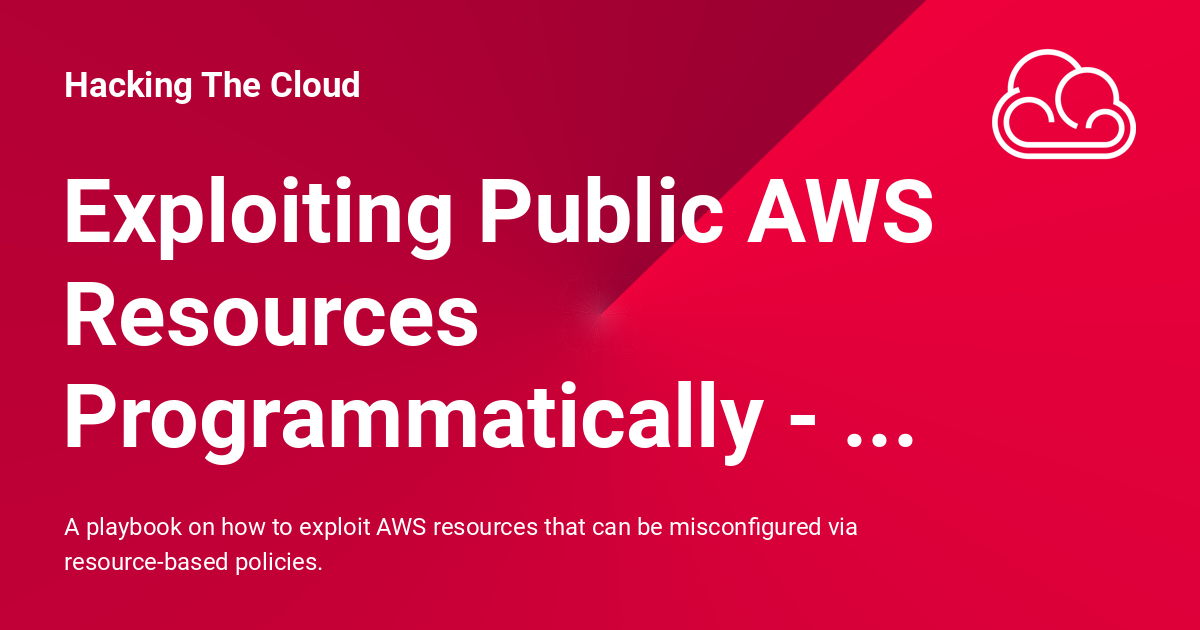 Hacking The Cloud
Exploiting Public AWS
Resources
Programmatically - ...
A playbook on how to exploit AWS resources that can be misconfigured via
resource-based policies.